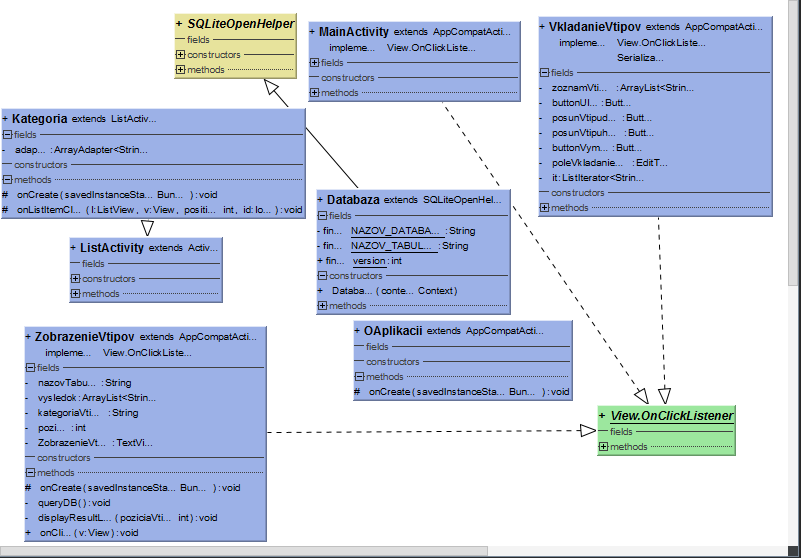 + SQLiteOpenHelper
fields
constructors
methods
+ MainActivity extends AppCompatActi...
impleme... View.OnClickListe...
fields
constructors
methods
+ VkladanieVtipov extends AppCompatActi...
impleme... View.OnClickListe...
Serializa...
fields
- zoznamVti... :ArrayList<Strin...
- buttonUl... :Butt...
- posunVtipud... :Butt...
- posunVtipuh... :Butt...
- buttonVym... :Butt...
- poleVkladanie... :EditT...
- it:ListIterator<Strin...
constructors
methods
+ Kategoria extends ListActiv...
fields
- adap... :ArrayAdapter<Strin...
constructors
methods
# onCreate(savedInstanceSta... Bun... ):void
# onListItemCl... (l:ListView, v:View, positi... int, id:lo... ):void
+ ListActivity extends Activ...
fields
constructors
methods
+ Databaza extends SQLiteOpenHel...
fields
- fin... NAZOV_DATABA... :String
- fin... NAZOV_TABUL... :String
+ fin... version:int
constructors
+ Databa... (conte... Context)
methods
+ OAplikacii extends AppCompatActi...
fields
constructors
methods
# onCreate(savedInstanceSta... Bun... ):void
+ ZobrazenieVtipov extends AppCompatActi...
impleme... View.OnClickListe...
fields
- nazovTabu... :String
- vysledok:ArrayList<Strin...
- kategoriaVti... :String
- pozi... :int
- ZobrazenieVt... :TextVi...
constructors
methods
# onCreate(savedInstanceSta... Bun... ):void
- queryDB():void
- displayResultL... (poziciaVti... int):void
+ onCli... (v:View):void
+ View.OnClickListener
fields
methods